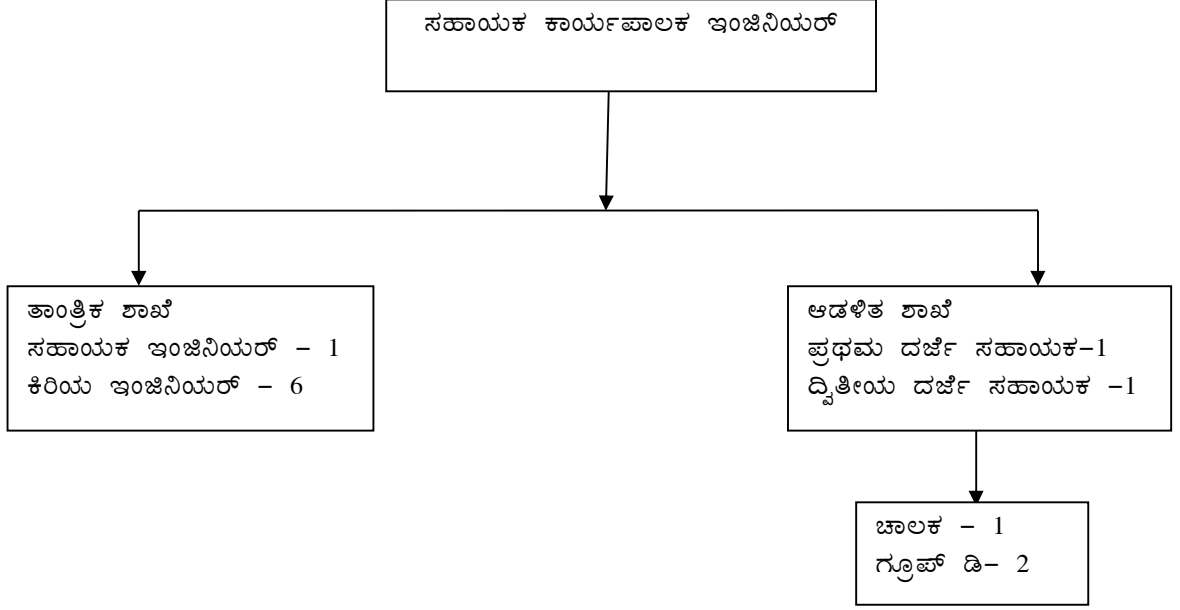 ಸಹಾಯಕ ಕಾರ್ಯಪಾಲಕ ಇಂಜಿನಿಯರ್
ತಾಂತ್ರಿಕ ಶಾಖೆ
ಸಹಾಯಕ ಇಂಜಿನಿಯರ್ – 1
ಕಿರಿಯ ಇಂಜಿನಿಯರ್ – 6
ಆಡಳಿತ ಶಾಖೆ
ಪ್ರಥಮ ದರ್ಜೆ ಸಹಾಯಕ–1
ದ್ವಿತೀಯ ದರ್ಜೆ ಸಹಾಯಕ –1
ಚಾಲಕ – 1
ಗ್ರೂಪ್ ಡಿ– 2